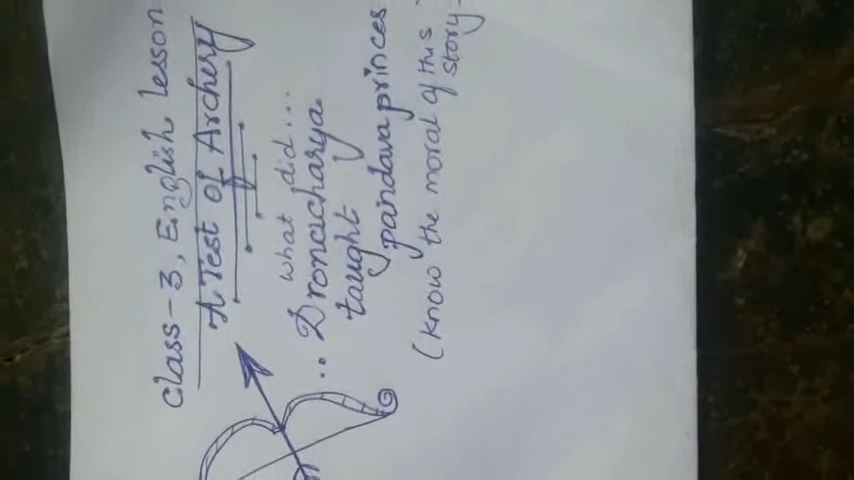 Class-3, English lesson
A Test of Archery
what did...
.. Dronacharya
taught
pandava princes
(know the moral of this
story-